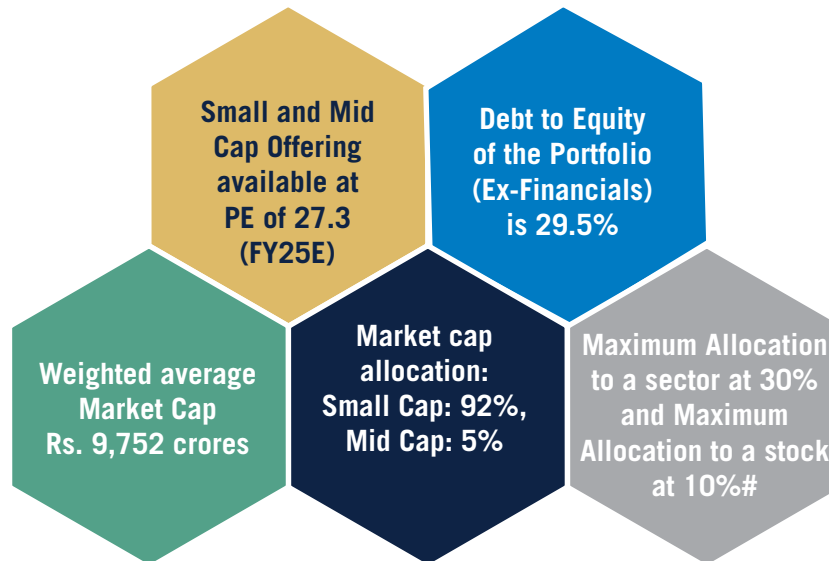 Small and Mid
Cap Offering
available at
PE of 27.3
(FY25E)
Debt to Equity
of the Portfolio
(Ex-Financials)
is 29.5%
Weighted average
Market Cap
Rs. 9,752 crores
Market cap
allocation:
Small Cap: 92%,
Mid Cap: 5%
Maximum Allocation
to a sector at 30%
and Maximum
Allocation to a stock
at 10%#